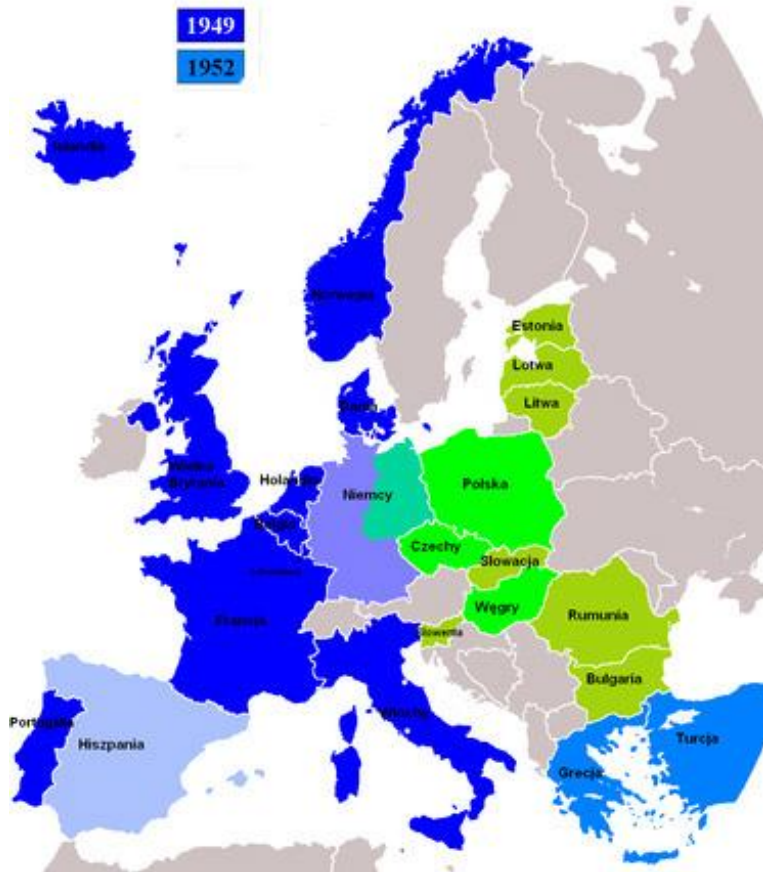 1949
1952
Islandia
Norwegia
Estonia
Łotwa
Litwa
Dania
Wielka
Brytania
Holandia
Niemcy
Polska
Belgia
Czechy
Słowacja
Francja
Węgry
Rumunia
Słowenia
Bułgaria
Portugalia
Włochy
Turcja
Hiszpania
Grecja